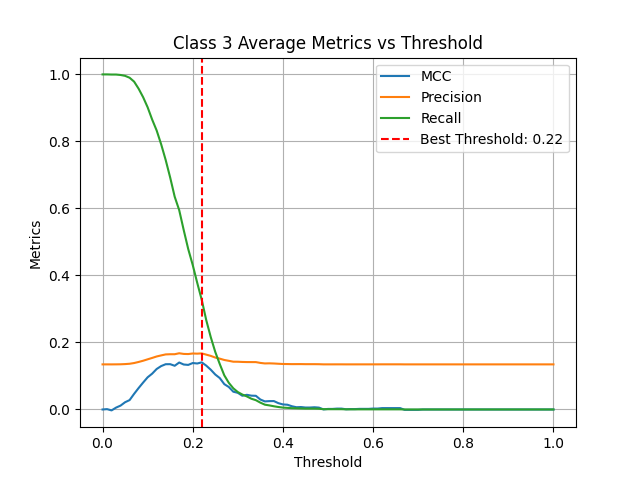 Class 3 Average Metrics vs Threshold
MCC
Precision
Recall
Best Threshold: 0.22
Metrics
1.0
0.8
0.6
0.4
0.2
0.0
0.0 0.2 0.4 0.6 0.8 1.0
Threshold